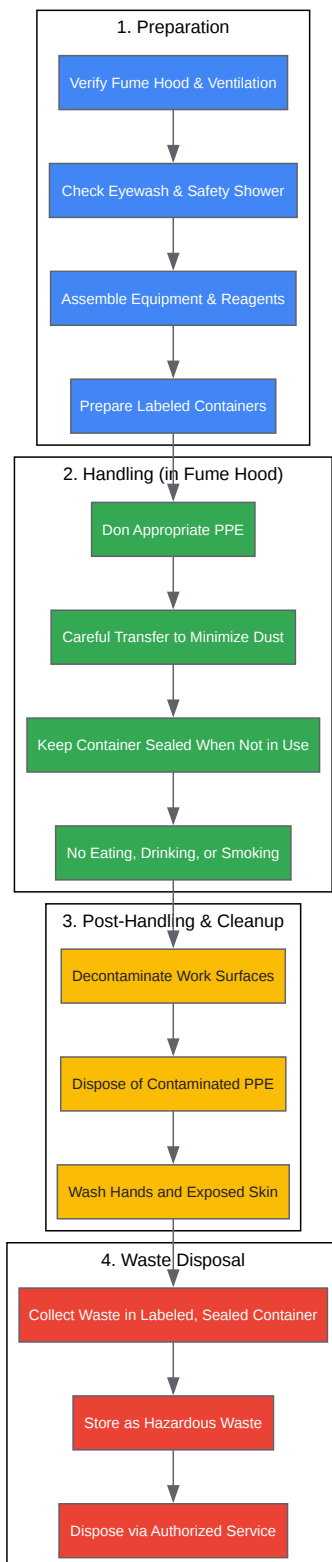 1. Preparation
Verify Fume Hood & Ventilation
Check Eyewash & Safety Shower
Assemble Equipment & Reagents
Prepare Labeled Containers
2. Handling (in Fume Hood)
Don Appropriate PPE
Careful Transfer to Minimize Dust
Keep Container Sealed When Not in Use
No Eating, Drinking, or Smoking
3. Post-Handling & Cleanup
Decontaminate Work Surfaces
Dispose of Contaminated PPE
Wash Hands and Exposed Skin
4. Waste Disposal
Collect Waste in Labeled, Sealed Container
Store as Hazardous Waste
Dispose via Authorized Service